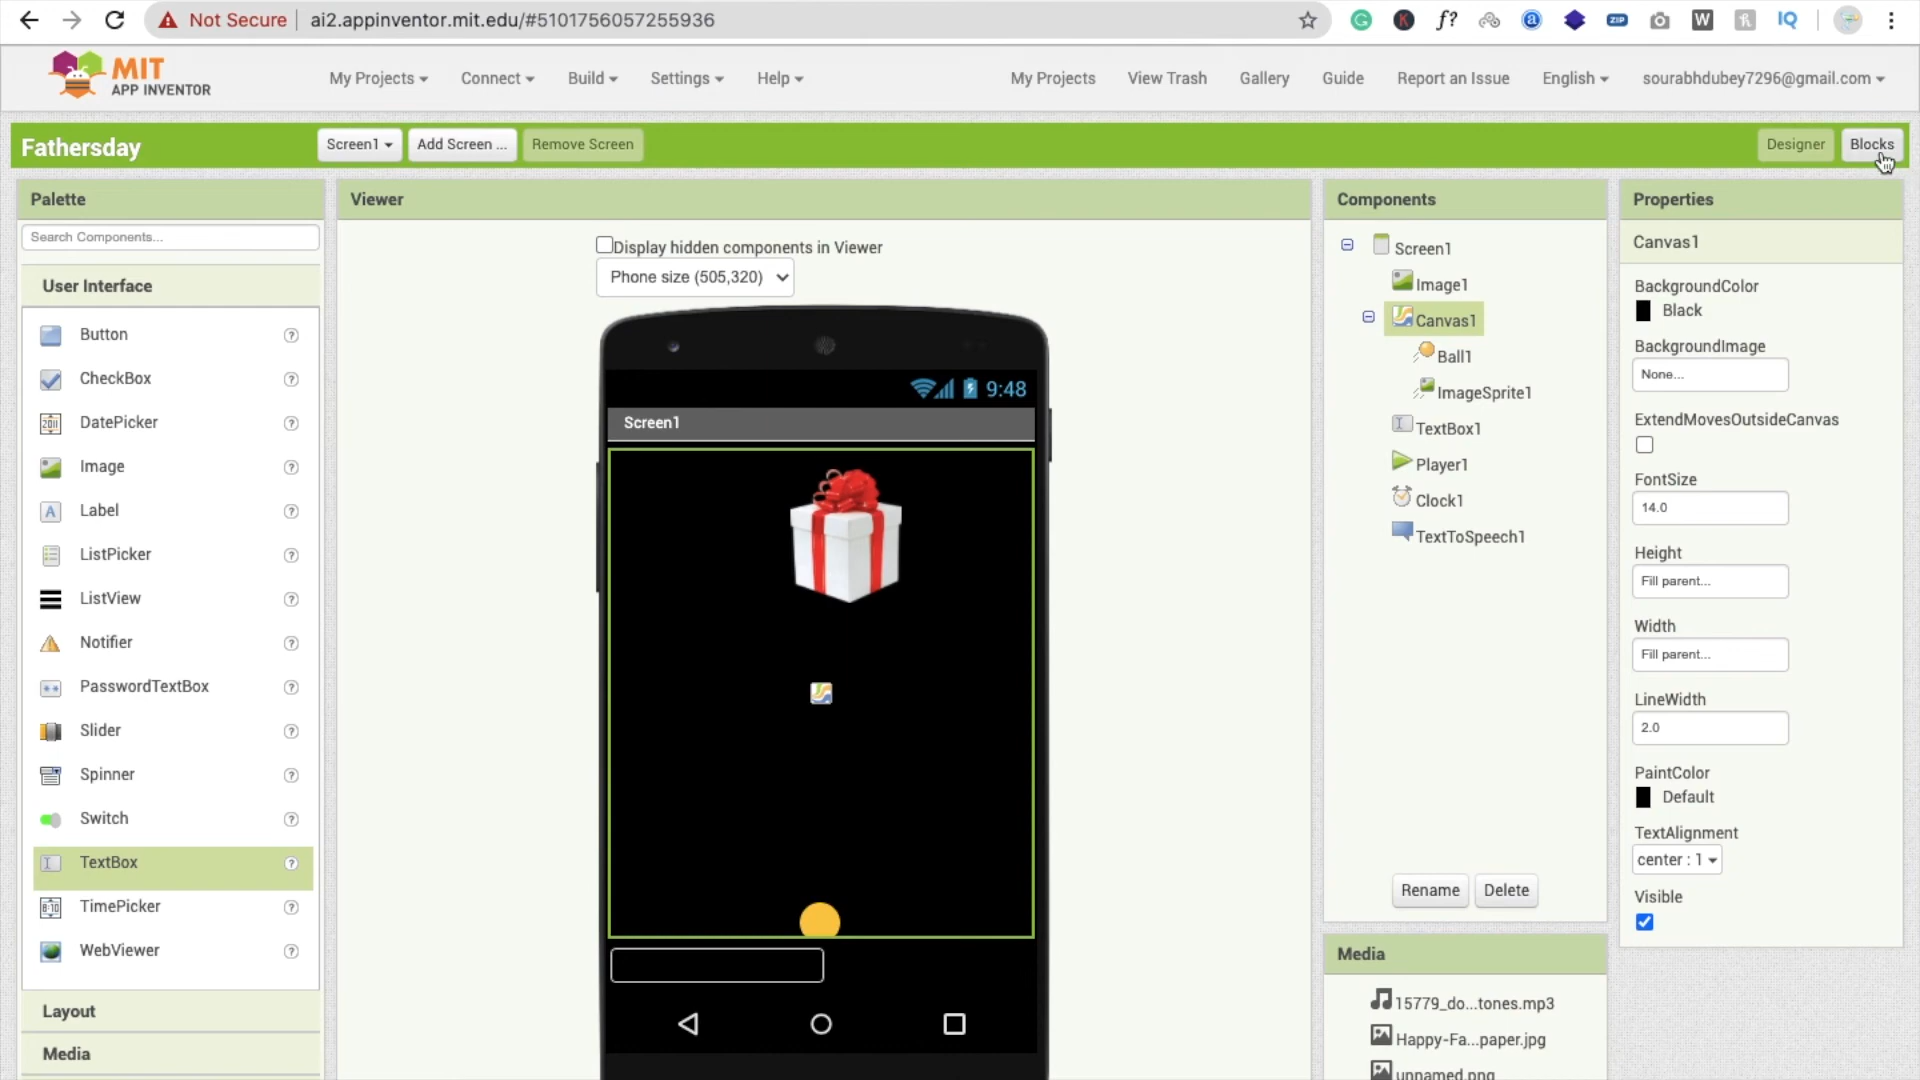 Not Secure
ai2.appinventor.mit.edu/#5101756057255936
ZIP
W
IQ
MIT
APP INVENTOR
My Projects
Connect
Build
Settings
Help
My Projects
View Trash
Gallery
Guide
Report an Issue
English
sourabhdubey7296@gmail.com
Fathersday
Screen1
Add Screen ...
Remove Screen
Designer
Blocks
Palette
Search Components...
User Interface
Button
CheckBox
DatePicker
Image
Label
ListPicker
ListView
Notifier
PasswordTextBox
Slider
Spinner
Switch
TextBox
TimePicker
WebViewer
Layout
Media
Viewer
Display hidden components in Viewer
Phone size (505,320)
9:48
Screen1
Components
Screen1
Image1
Canvas1
Ball1
ImageSprite1
TextBox1
Player1
Clock1
TextToSpeech1
Rename
Delete
Media
15779_do...tones.mp3
Happy-Fa...paper.jpg
unnamed.png
Properties
Canvas1
BackgroundColor
Black
BackgroundImage
None...
ExtendMovesOutsideCanvas
FontSize
14.0
Height
Fill parent...
Width
Fill parent...
LineWidth
2.0
PaintColor
Default
TextAlignment
center : 1
Visible